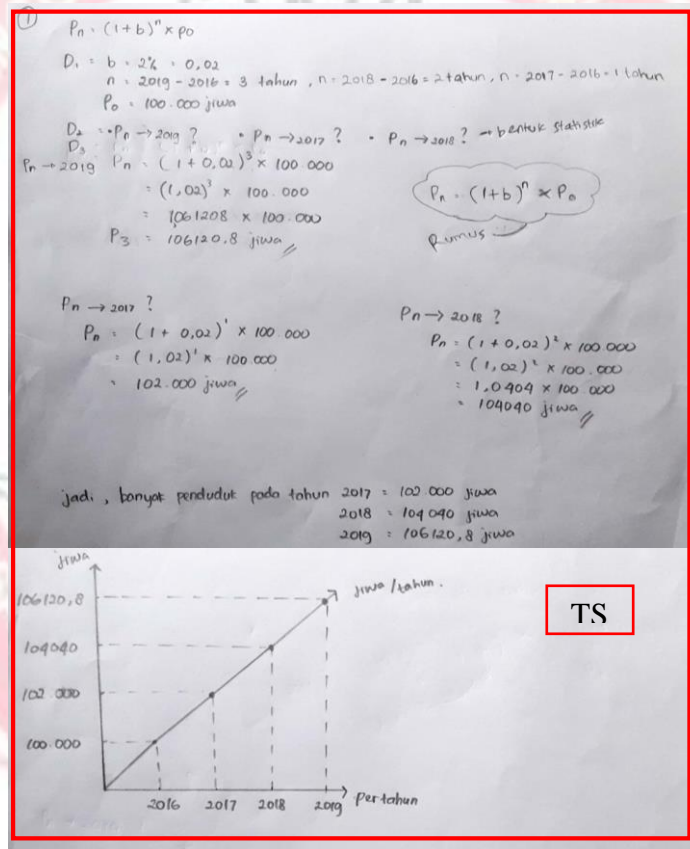 1
Pn = (1+b)ⁿ × po
D₁ = b = 2% = 0,02
n = 2019 - 2016 = 3 tahun , n = 2018 - 2016 = 2 tahun , n = 2017 - 2016 = 1 tahun
P₀ = 100.000 jiwa
D₂ = • Pn → 2019 ? • Pn → 2017 ? • Pn → 2018 ? → bentuk statistik
D₃
Pn → 2019 Pn = (1 + 0,02)³ × 100.000
= (1,02)³ × 100.000
= 1061208 × 100.000
P₃ = 106120,8 jiwa //
Pn = (1+b)ⁿ × P₀
Rumus
Pn → 2017 ?
Pn = (1 + 0,02)¹ × 100.000
= (1,02)¹ × 100.000
= 102.000 jiwa //
Pn → 2018 ?
Pn = (1 + 0,02)² × 100.000
= (1,02)² × 100.000
= 1,0404 × 100.000
= 104040 jiwa //
jadi , banyak penduduk pada tahun 2017 = 102.000 jiwa
2018 = 104040 jiwa
2019 = 106120,8 jiwa
jiwa
jiwa/tahun.
106120,8
104040
102.000
100.000
2016 2017 2018 2019 pertahun
TS